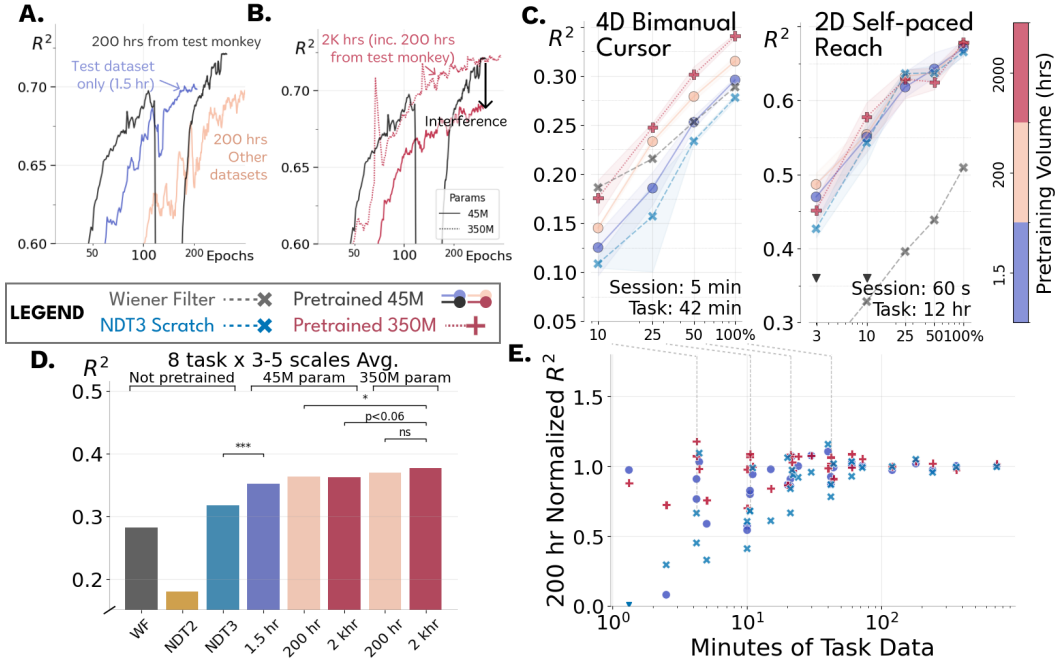 A.
R²
200 hrs from test monkey
Test dataset
only (1.5 hr)
200 hrs
Other
datasets
0.70
0.65
0.60
50
100
200
Epochs
B.
R²
2K hrs (inc. 200 hrs
from test monkey)
Interference
Params
45M
350M
0.70
0.65
0.60
50
100
200
Epochs
C.
R²
4D Bimanual
Cursor
0.30
0.25
0.20
0.15
0.10
0.05
Session: 5 min
Task: 42 min
10
25
50
100%
R²
2D Self-paced
Reach
0.6
0.5
0.4
0.3
Session: 60 s
Task: 12 hr
3
10
25
50
100%
Pretraining Volume (hrs)
2000
200
1.5
LEGEND
Wiener Filter
Pretrained 45M
NDT3 Scratch
Pretrained 350M
D.
R²
8 task x 3-5 scales Avg.
Not pretrained
45M param
350M param
*
p<0.06
ns
***
0.5
0.4
0.3
0.2
WF
NDT2
NDT3
1.5 hr
200 hr
2 khr
200 hr
2 khr
E.
200 hr Normalized R²
1.5
1.0
0.5
0.0
10⁰
10¹
10²
Minutes of Task Data